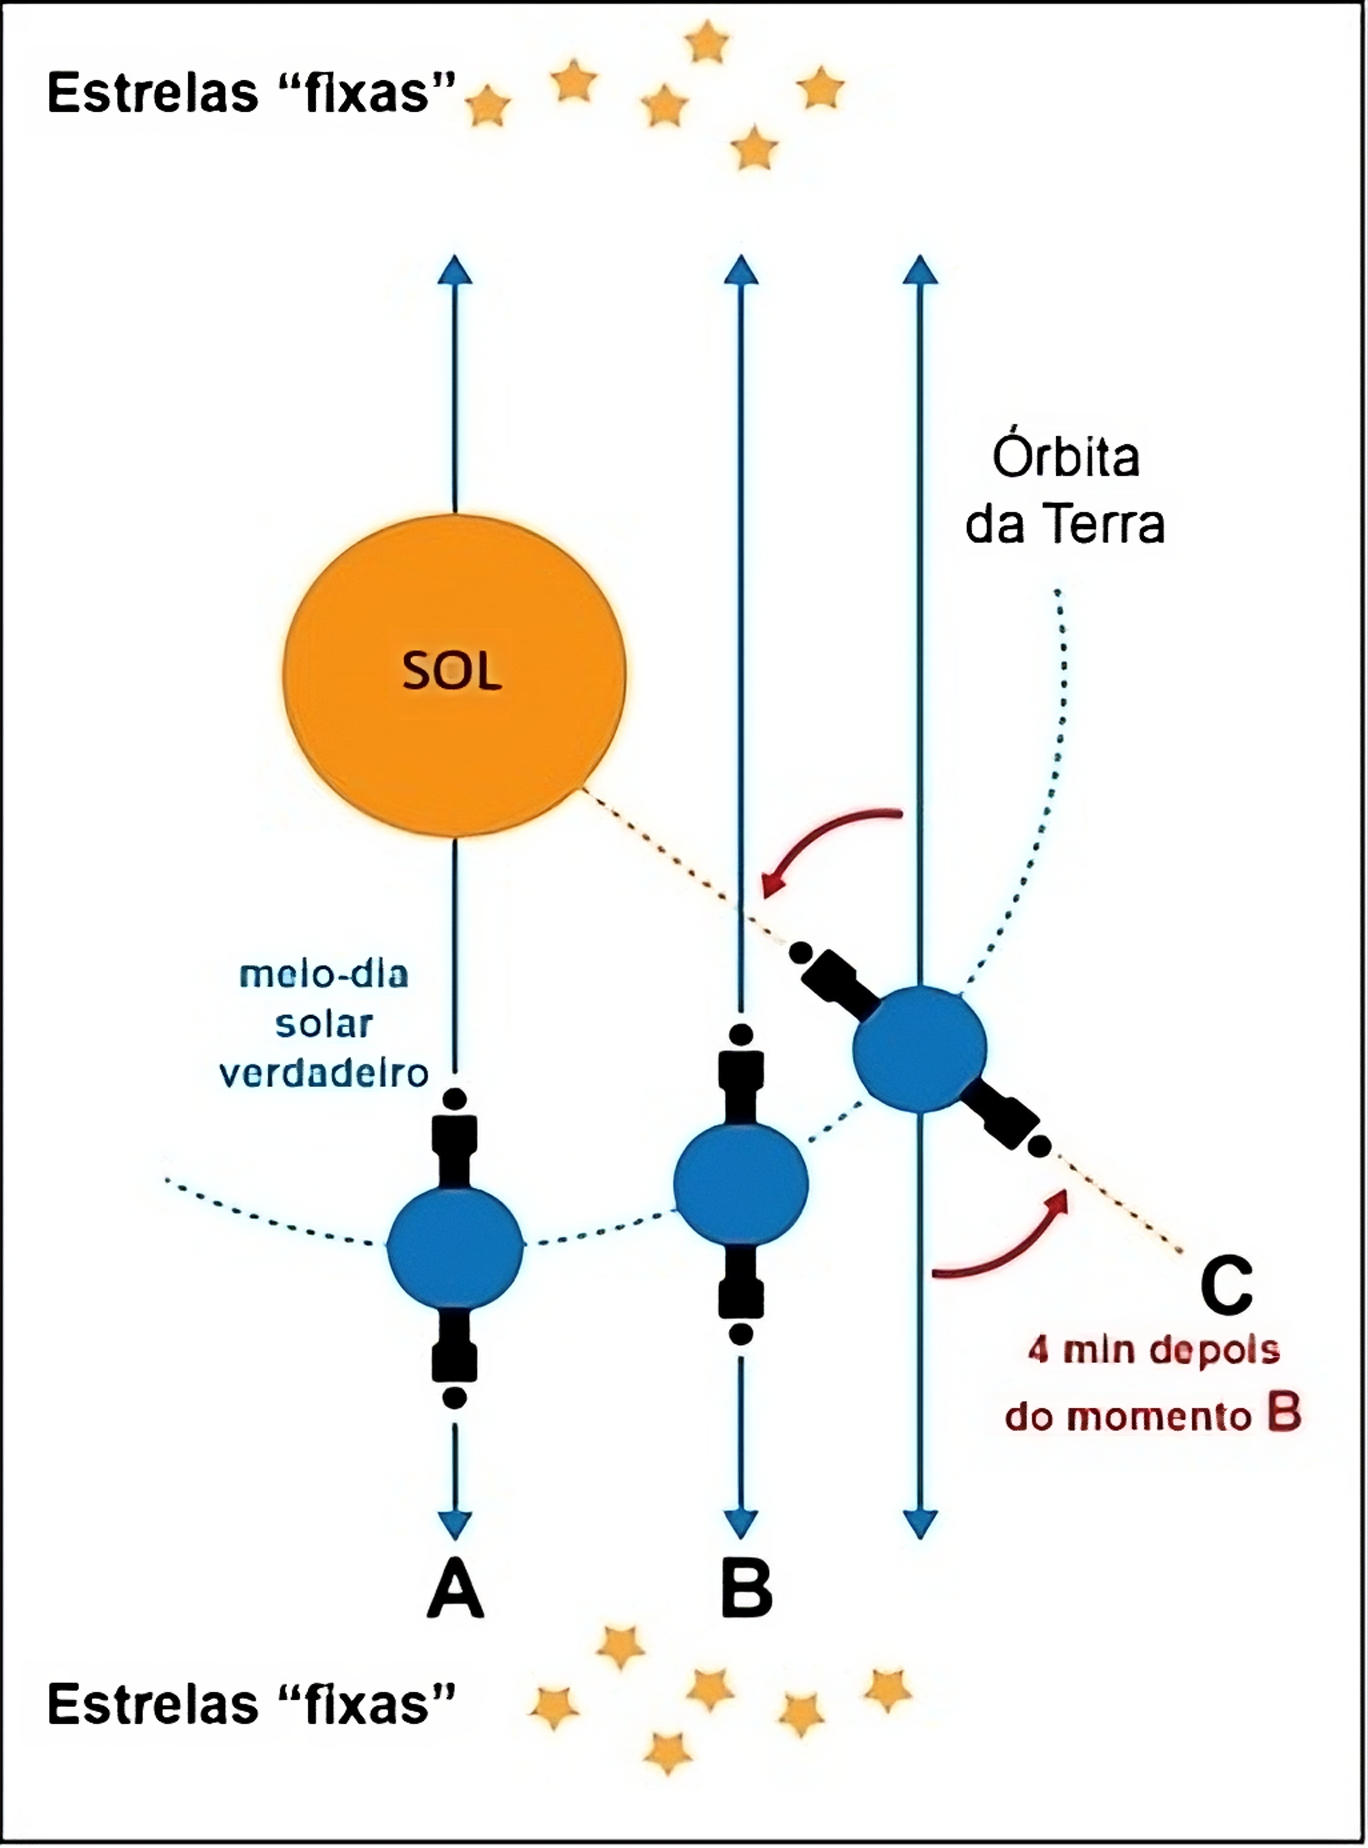 Estrelas “fixas”
Órbita
da Terra
SOL
meio-dia
solar
verdadeiro
C
4 min depois
do momento B
A
B
Estrelas “fixas”